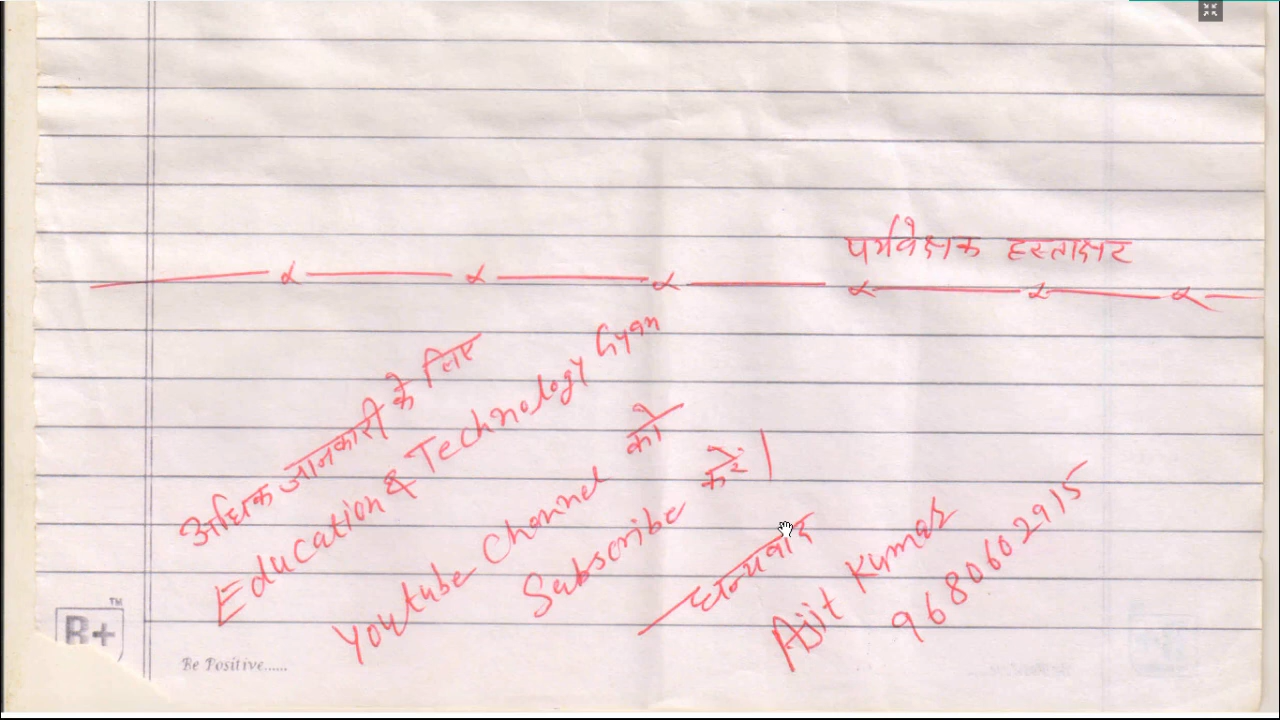 पर्यवेक्षक हस्ताक्षर
अधिक जानकारी के लिए
Education & Technology Gyan
Youtube Channel को
Subscribe करें।
धन्यवाद
Ajit Kumar
9680602915
B+ TM
Be Positive......